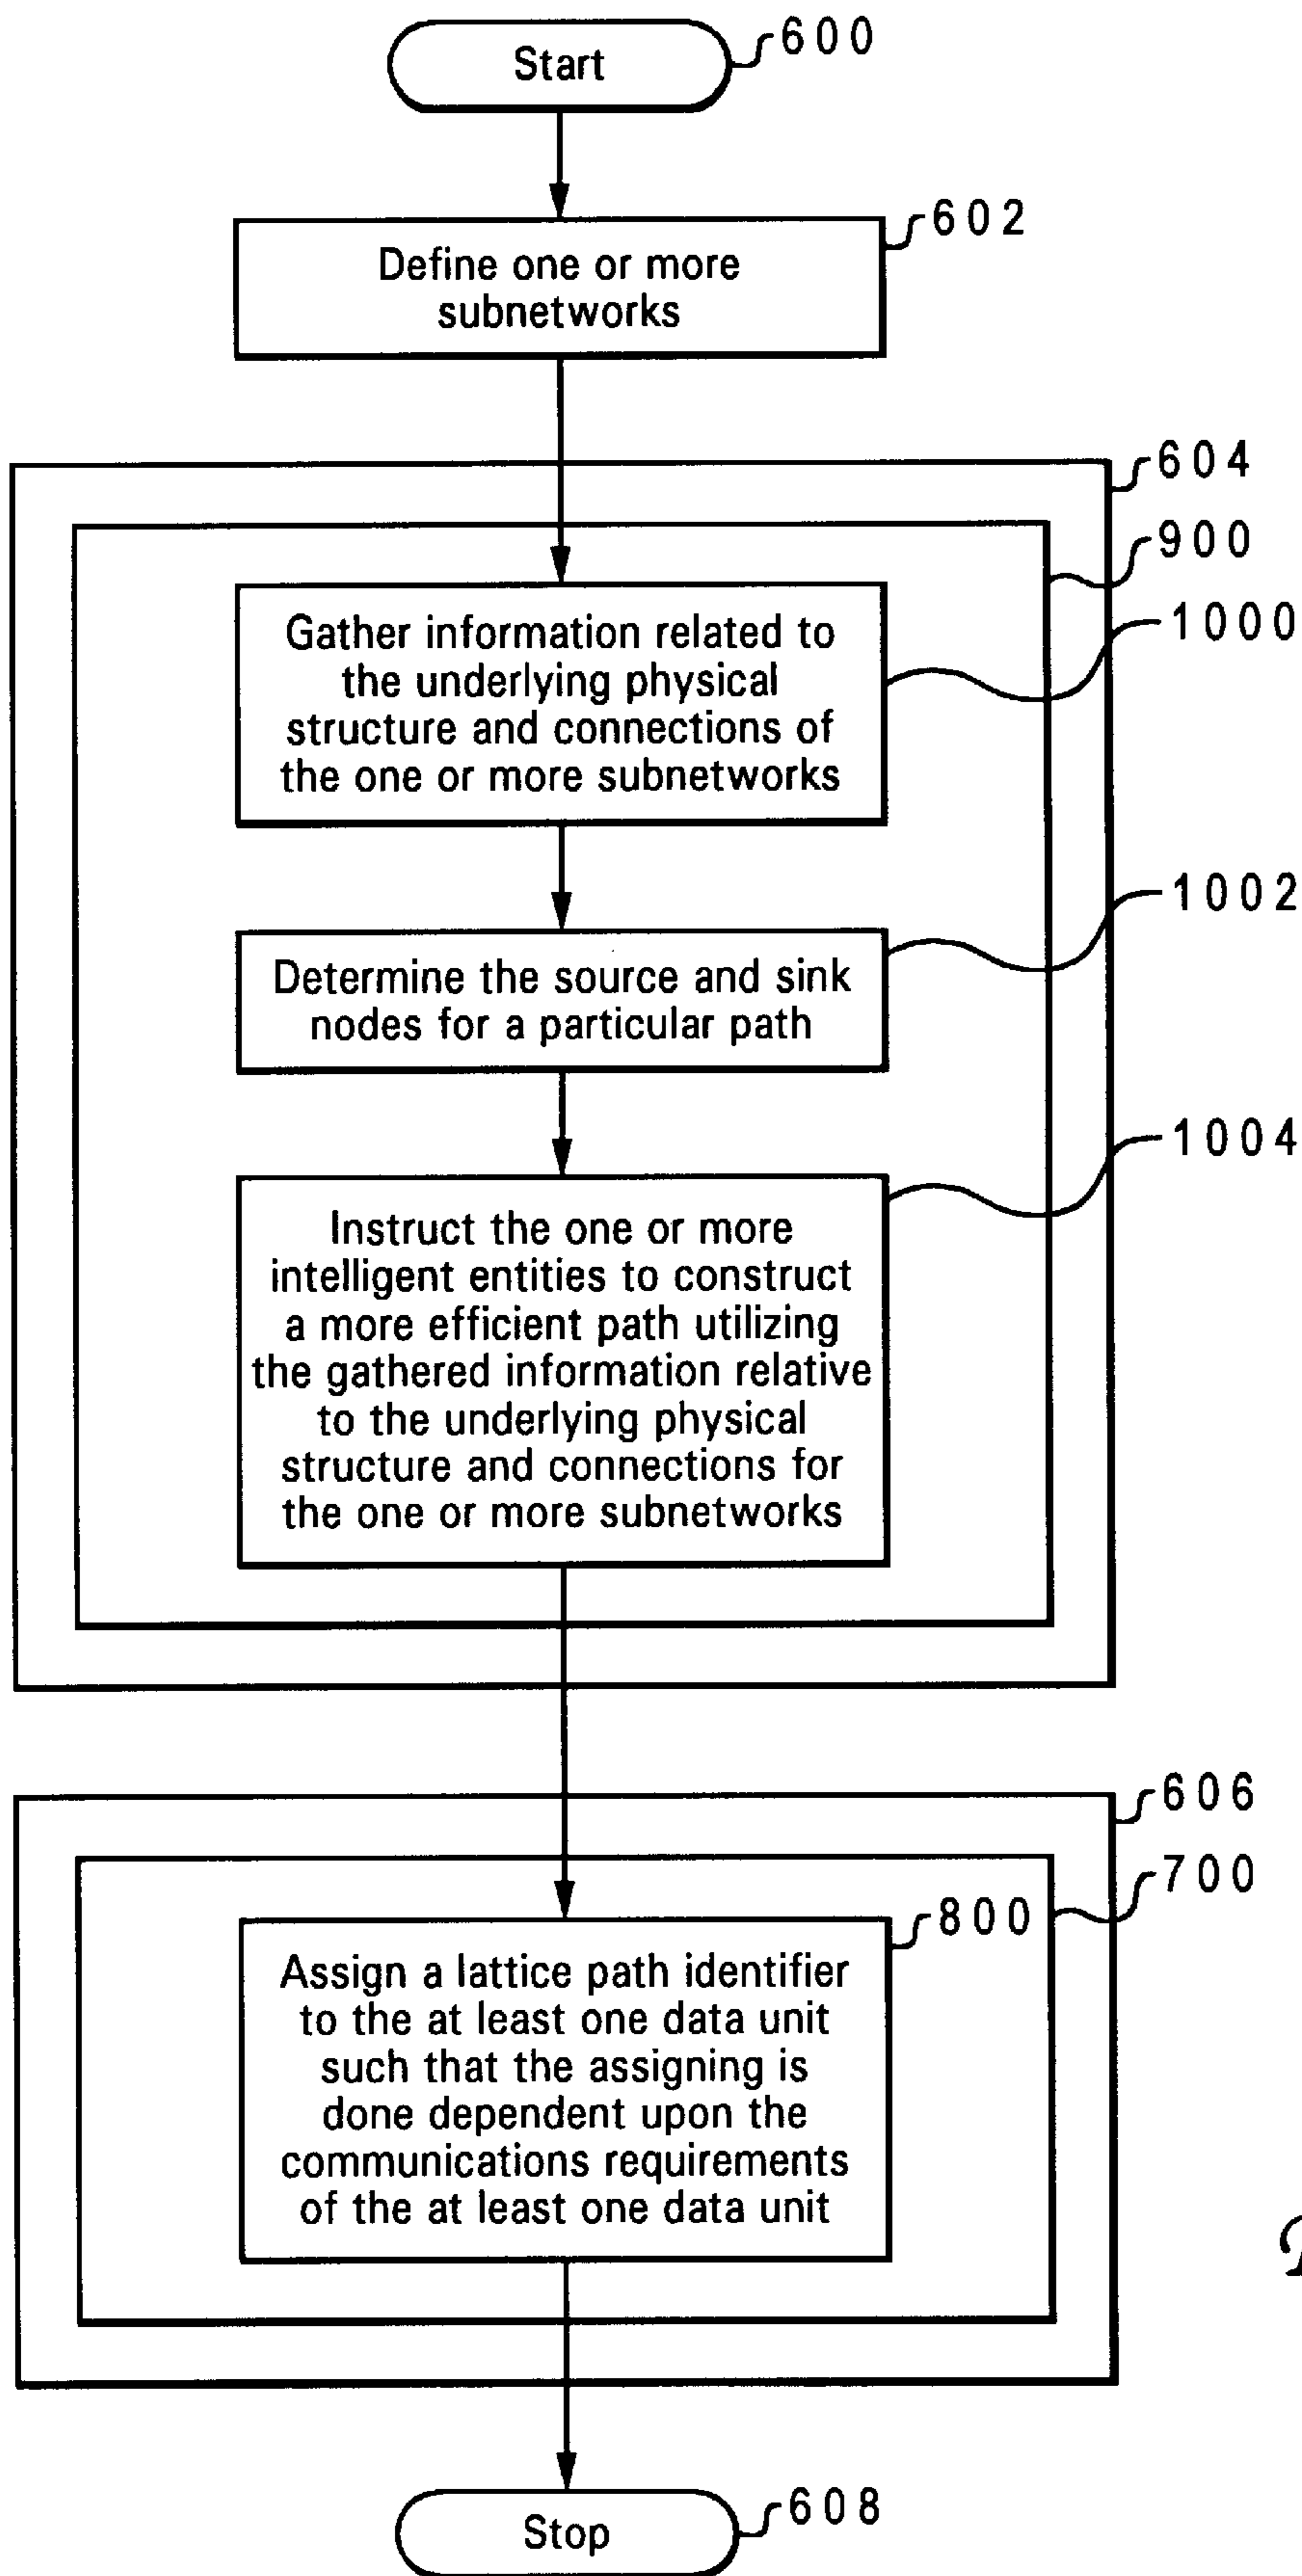 Start
600
602
Define one or more
subnetworks
604
900
1000
Gather information related to
the underlying physical
structure and connections of
the one or more subnetworks
1002
Determine the source and sink
nodes for a particular path
1004
Instruct the one or more
intelligent entities to construct
a more efficient path utilizing
the gathered information relative
to the underlying physical
structure and connections for
the one or more subnetworks
606
700
800
Assign a lattice path identifier
to the at least one data unit
such that the assigning is
done dependent upon the
communications requirements
of the at least one data unit
Stop
608